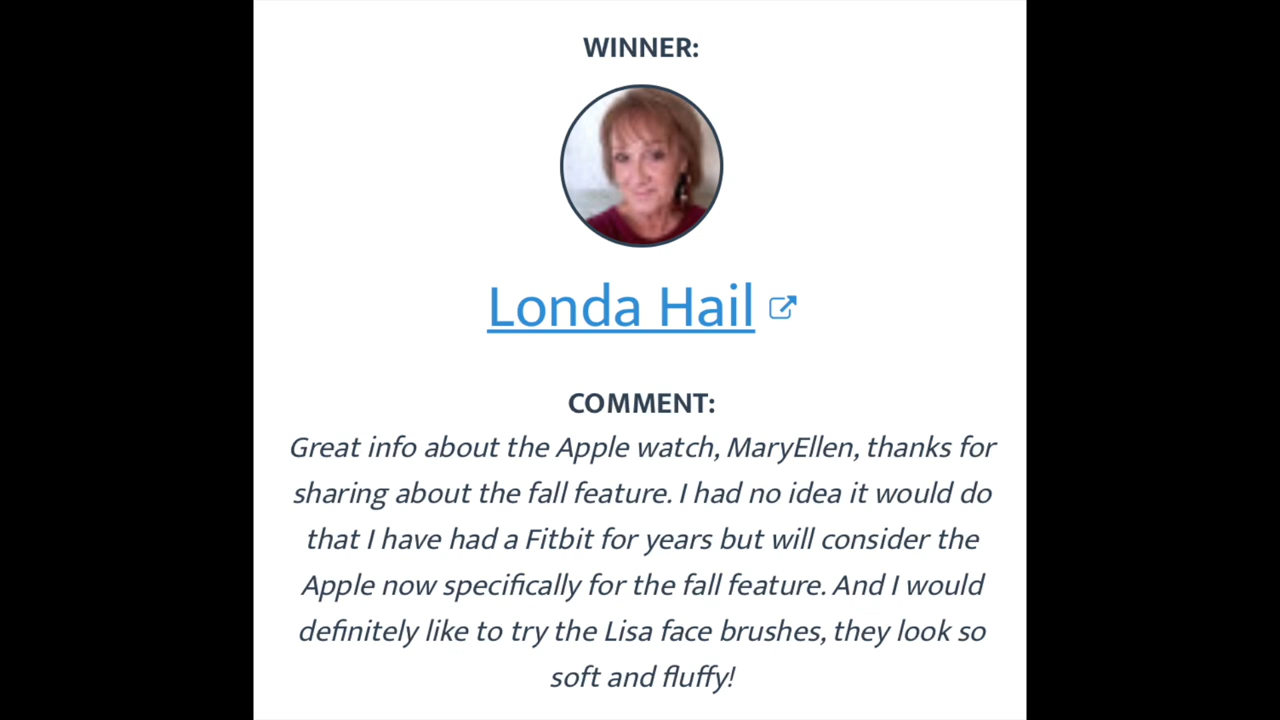 WINNER:
Londa Hail
COMMENT:
Great info about the Apple watch, MaryEllen, thanks for
sharing about the fall feature. I had no idea it would do
that I have had a Fitbit for years but will consider the
Apple now specifically for the fall feature. And I would
definitely like to try the Lisa face brushes, they look so
soft and fluffy!